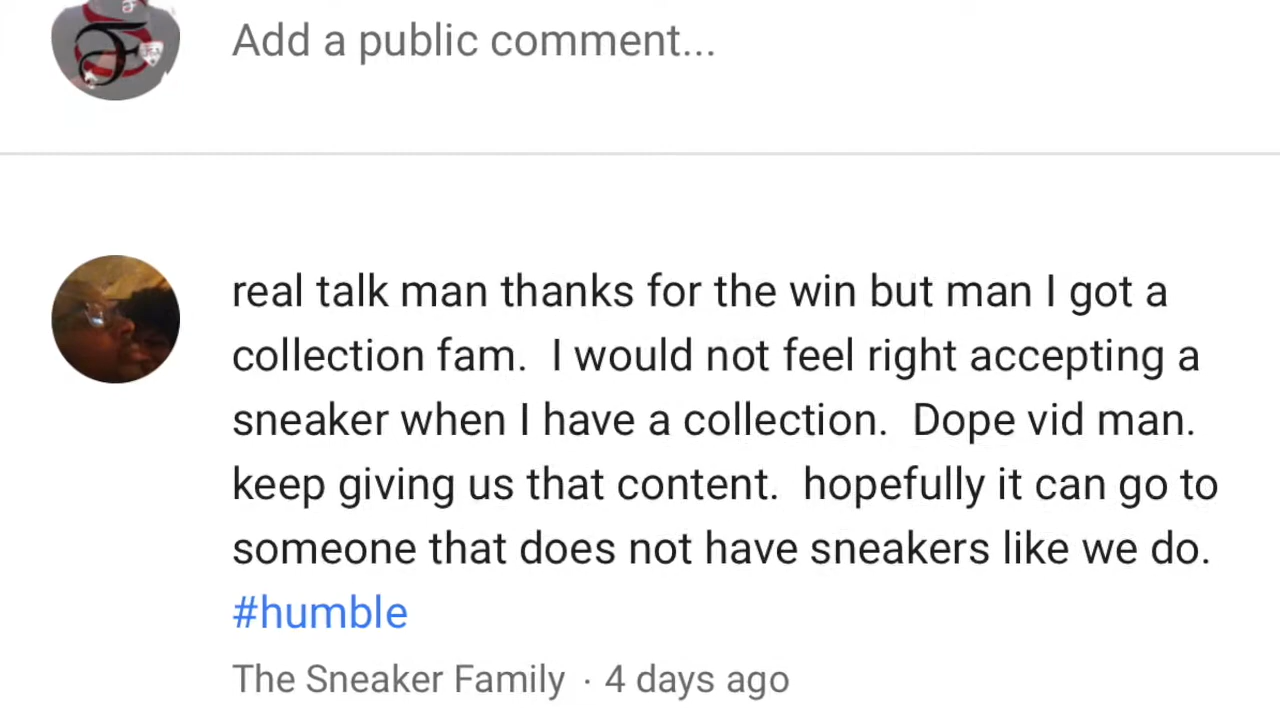 Add a public comment...
real talk man thanks for the win but man I got a
collection fam.  I would not feel right accepting a
sneaker when I have a collection.  Dope vid man.
keep giving us that content.  hopefully it can go to
someone that does not have sneakers like we do.
#humble
The Sneaker Family · 4 days ago